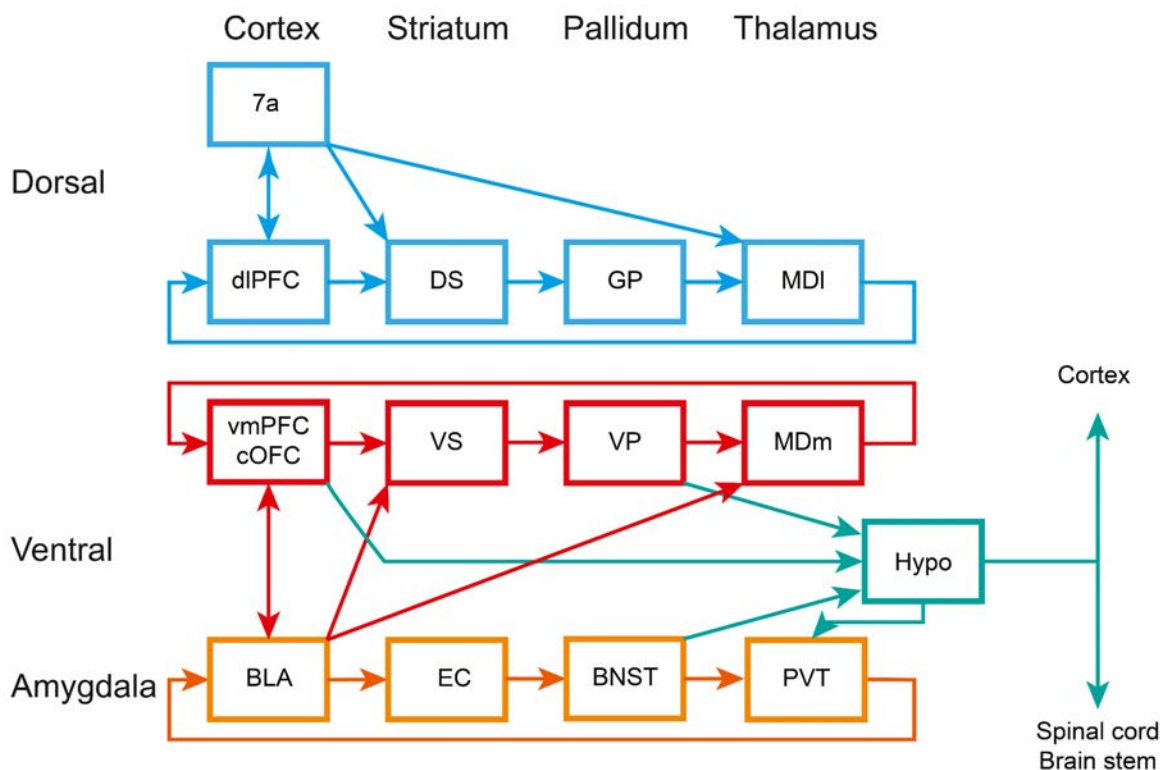 Cortex Striatum Pallidum Thalamus
7a
Dorsal
dlPFC DS GP MDl
Cortex
vmPFC
cOFC
VS VP MDm
Ventral
Hypo
Amygdala
BLA EC BNST PVT
Spinal cord
Brain stem